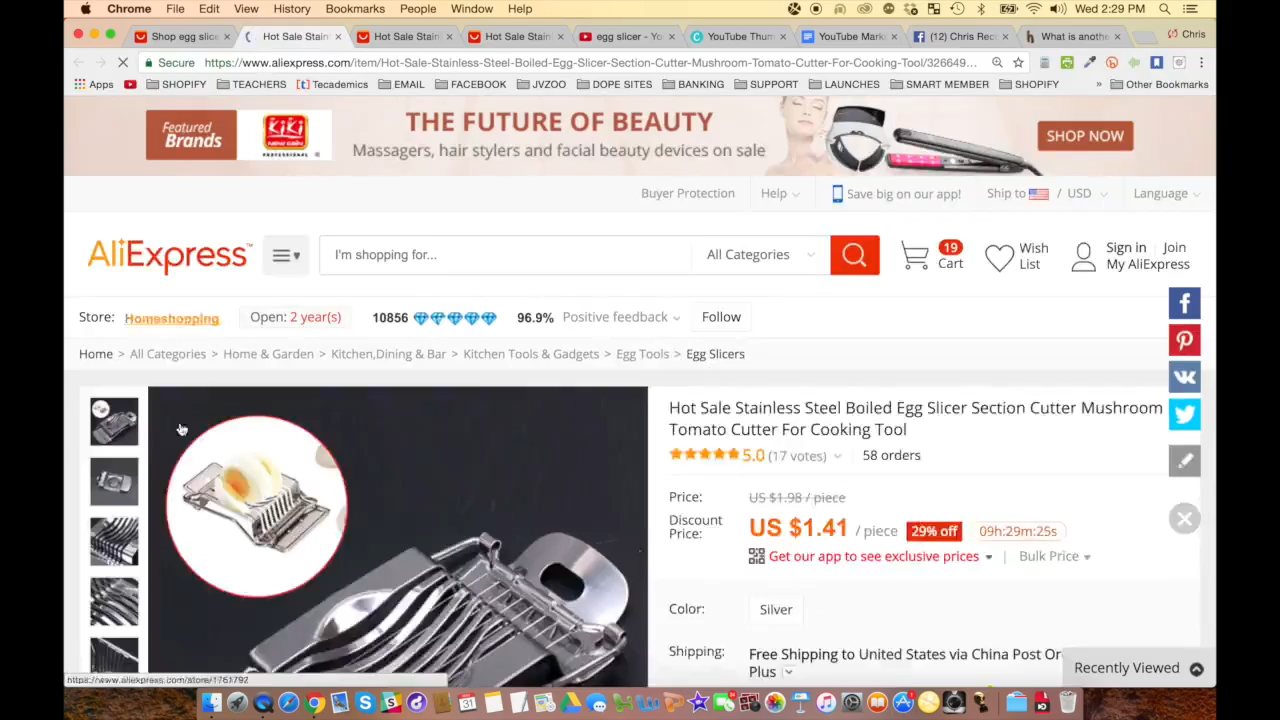 Chrome File Edit View History Bookmarks People Window Help Wed 2:29 PM
Shop egg slice Hot Sale Stain Hot Sale Stain Hot Sale Stain egg slicer - Yo YouTube Thum YouTube Mark (12) Chris Rec What is anoth Chris
Secure https://www.aliexpress.com/item/Hot-Sale-Stainless-Steel-Boiled-Egg-Slicer-Section-Cutter-Mushroom-Tomato-Cutter-For-Cooking-Tool/326649...
Apps SHOPIFY TEACHERS Tecademics EMAIL FACEBOOK JVZOO DOPE SITES BANKING SUPPORT LAUNCHES SMART MEMBER SHOPIFY » Other Bookmarks
Featured Brands
KIKI
THE FUTURE OF BEAUTY
Massagers, hair stylers and facial beauty devices on sale
SHOP NOW
Buyer Protection Help Save big on our app! Ship to / USD Language
AliExpress™
I'm shopping for... All Categories
19 Cart
Wish List
Sign in | Join
My AliExpress
Store: Homeshopping Open: 2 year(s) 10856 96.9% Positive feedback Follow
Home > All Categories > Home & Garden > Kitchen,Dining & Bar > Kitchen Tools & Gadgets > Egg Tools > Egg Slicers
Hot Sale Stainless Steel Boiled Egg Slicer Section Cutter Mushroom
Tomato Cutter For Cooking Tool
5.0 (17 votes) 58 orders
Price: US $1.98 / piece
Discount Price: US $1.41 / piece 29% off 09h:29m:25s
Get our app to see exclusive prices | Bulk Price
Color: Silver
Shipping: Free Shipping to United States via China Post Or
Plus
Recently Viewed
https://www.aliexpress.com/store/1761792